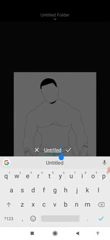 Untitled Folder
Untitled
Untitled
q w e r t y u i o p
a s d f g h j k l
z x c v b n m
?123 , .